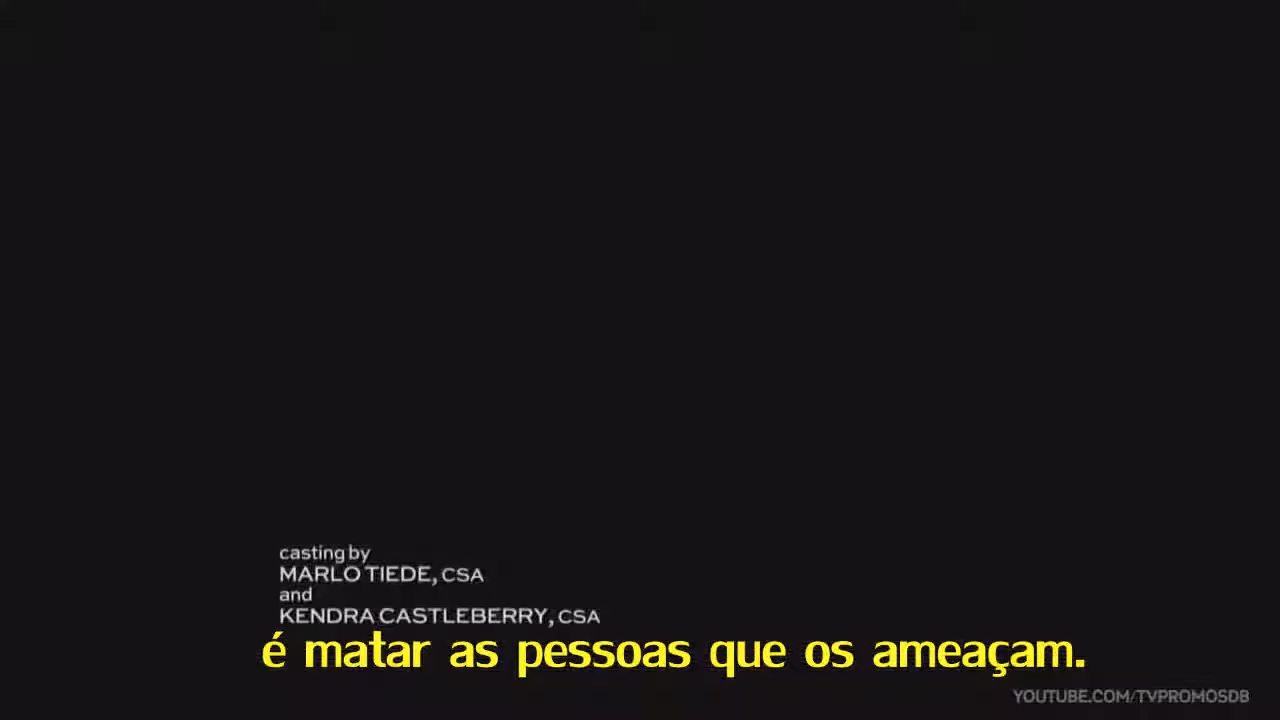 casting by
MARLO TIEDE, CSA
and
KENDRA CASTLEBERRY, CSA
é matar as pessoas que os ameaçam.
YOUTUBE.COM/TVPROMOSDB